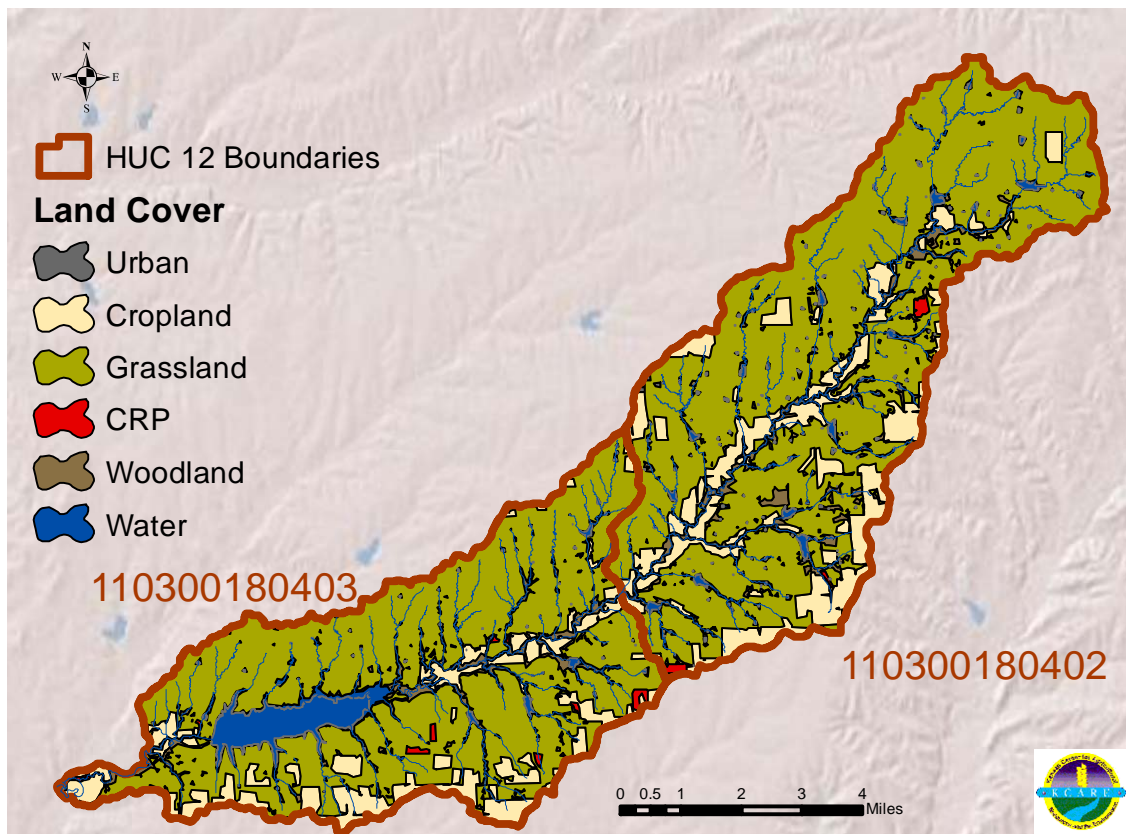 N
W E
S
HUC 12 Boundaries
Land Cover
Urban
Cropland
Grassland
CRP
Woodland
Water
110300180403
110300180402
0 0.5 1 2 3 4
Miles
KCARE